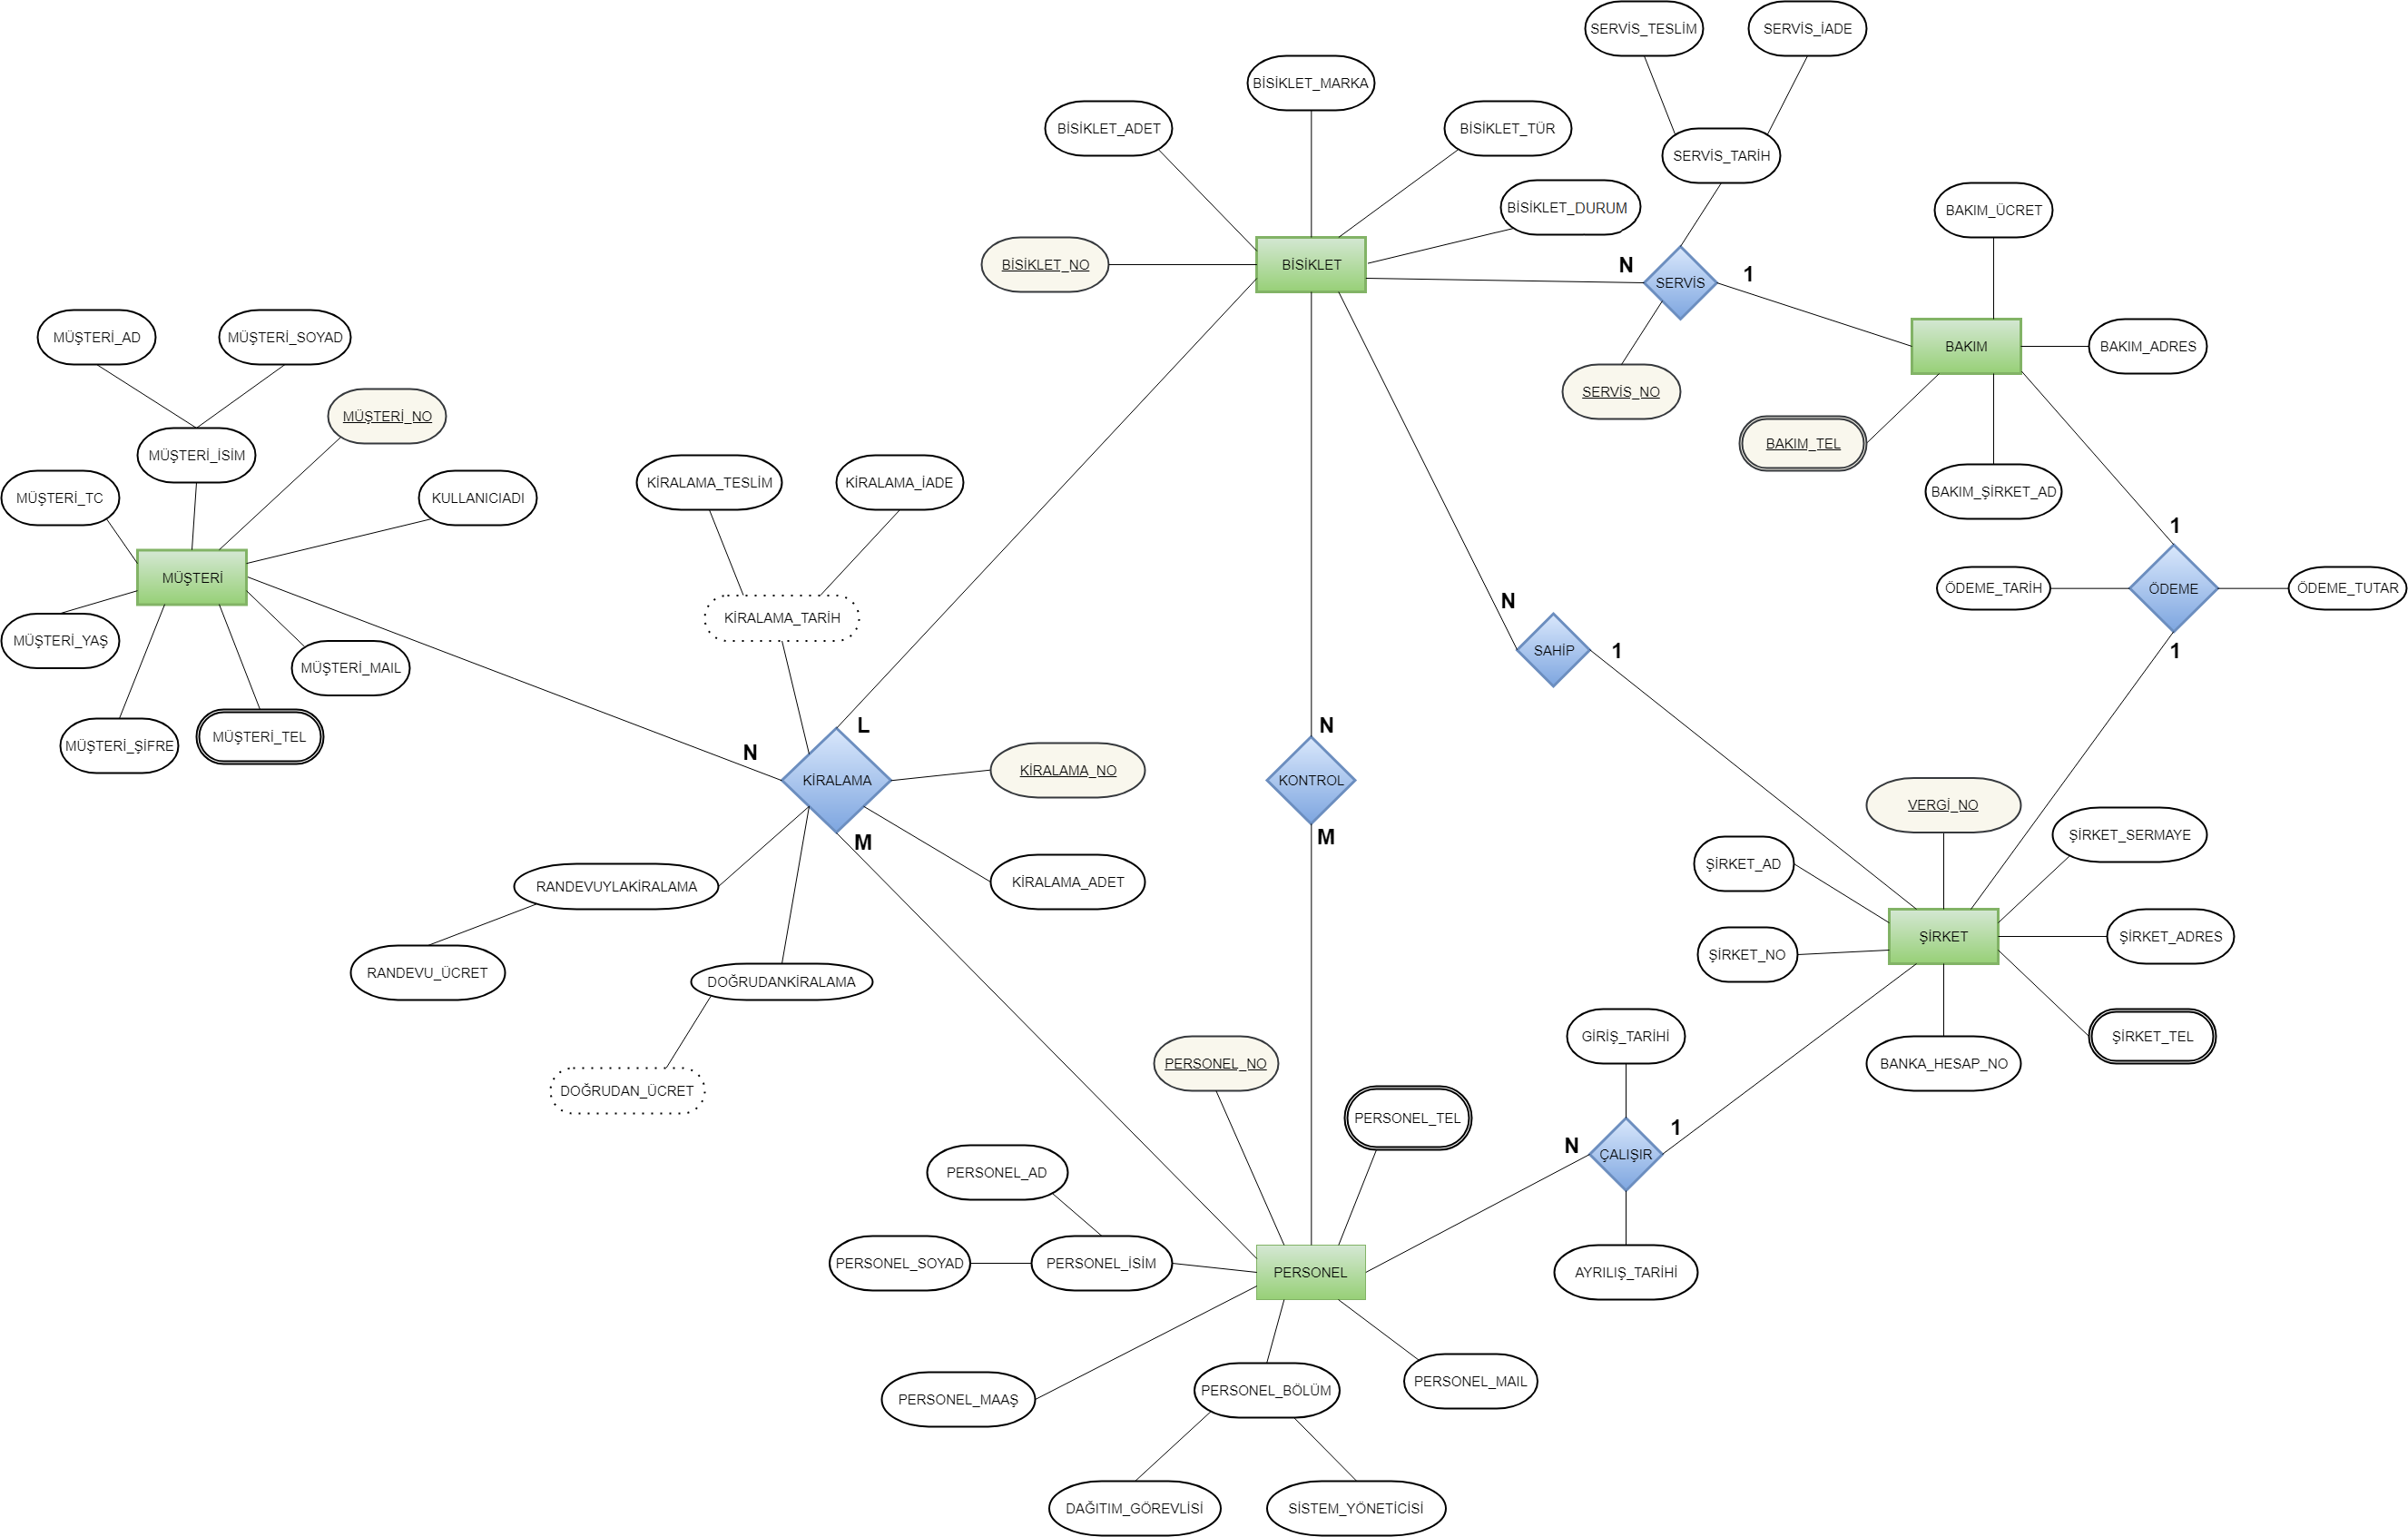 SERVİS_TESLİM
SERVİS_İADE
BİSİKLET_MARKA
BİSİKLET_ADET
BİSİKLET_TÜR
SERVİS_TARİH
BİSİKLET_DURUM
BAKIM_ÜCRET
BİSİKLET_NO
BİSİKLET
N
SERVİS
1
MÜŞTERİ_AD
MÜŞTERİ_SOYAD
BAKIM
BAKIM_ADRES
SERVİS_NO
MÜŞTERİ_NO
BAKIM_TEL
MÜŞTERİ_İSİM
KİRALAMA_TESLİM
KİRALAMA_İADE
BAKIM_ŞİRKET_AD
MÜŞTERİ_TC
KULLANICIADI
1
MÜŞTERİ
ÖDEME_TARİH
ÖDEME
ÖDEME_TUTAR
N
KİRALAMA_TARİH
MÜŞTERİ_YAŞ
SAHİP
1
1
MÜŞTERİ_MAIL
MÜŞTERİ_TEL
MÜŞTERİ_ŞİFRE
L
N
N
KİRALAMA_NO
KİRALAMA
KONTROL
VERGİ_NO
M
M
ŞİRKET_SERMAYE
ŞİRKET_AD
RANDEVUYLAKİRALAMA
KİRALAMA_ADET
ŞİRKET
ŞİRKET_ADRES
ŞİRKET_NO
RANDEVU_ÜCRET
DOĞRUDANKİRALAMA
GİRİŞ_TARİHİ
ŞİRKET_TEL
PERSONEL_NO
BANKA_HESAP_NO
DOĞRUDAN_ÜCRET
PERSONEL_TEL
N
1
ÇALIŞIR
PERSONEL_AD
PERSONEL_SOYAD
PERSONEL_İSİM
PERSONEL
AYRILIŞ_TARİHİ
PERSONEL_MAIL
PERSONEL_BÖLÜM
PERSONEL_MAAŞ
DAĞITIM_GÖREVLİSİ
SİSTEM_YÖNETİCİSİ